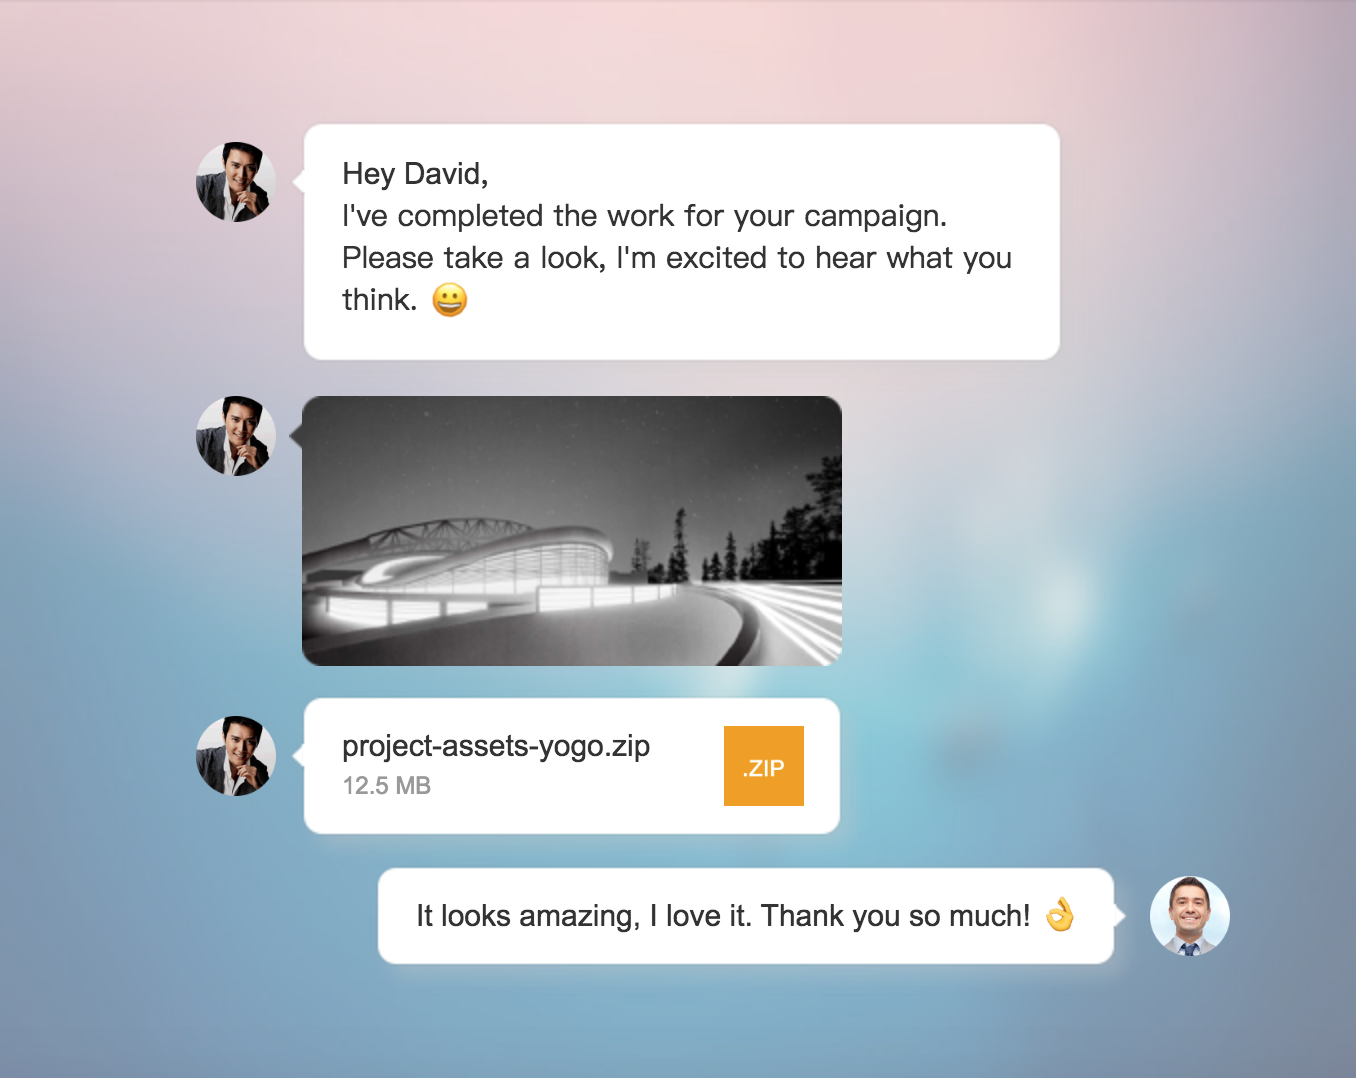 Hey David,
I've completed the work for your campaign.
Please take a look, I'm excited to hear what you
think. 😀
project-assets-yogo.zip
12.5 MB
.ZIP
It looks amazing, I love it. Thank you so much! 👌